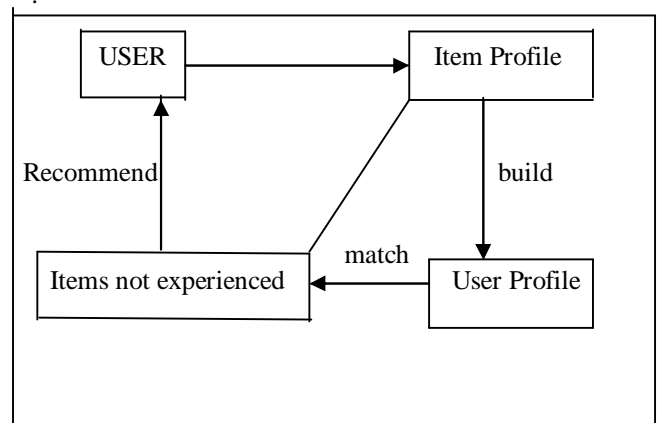 USER
Item Profile
Recommend
build
match
Items not experienced
User Profile